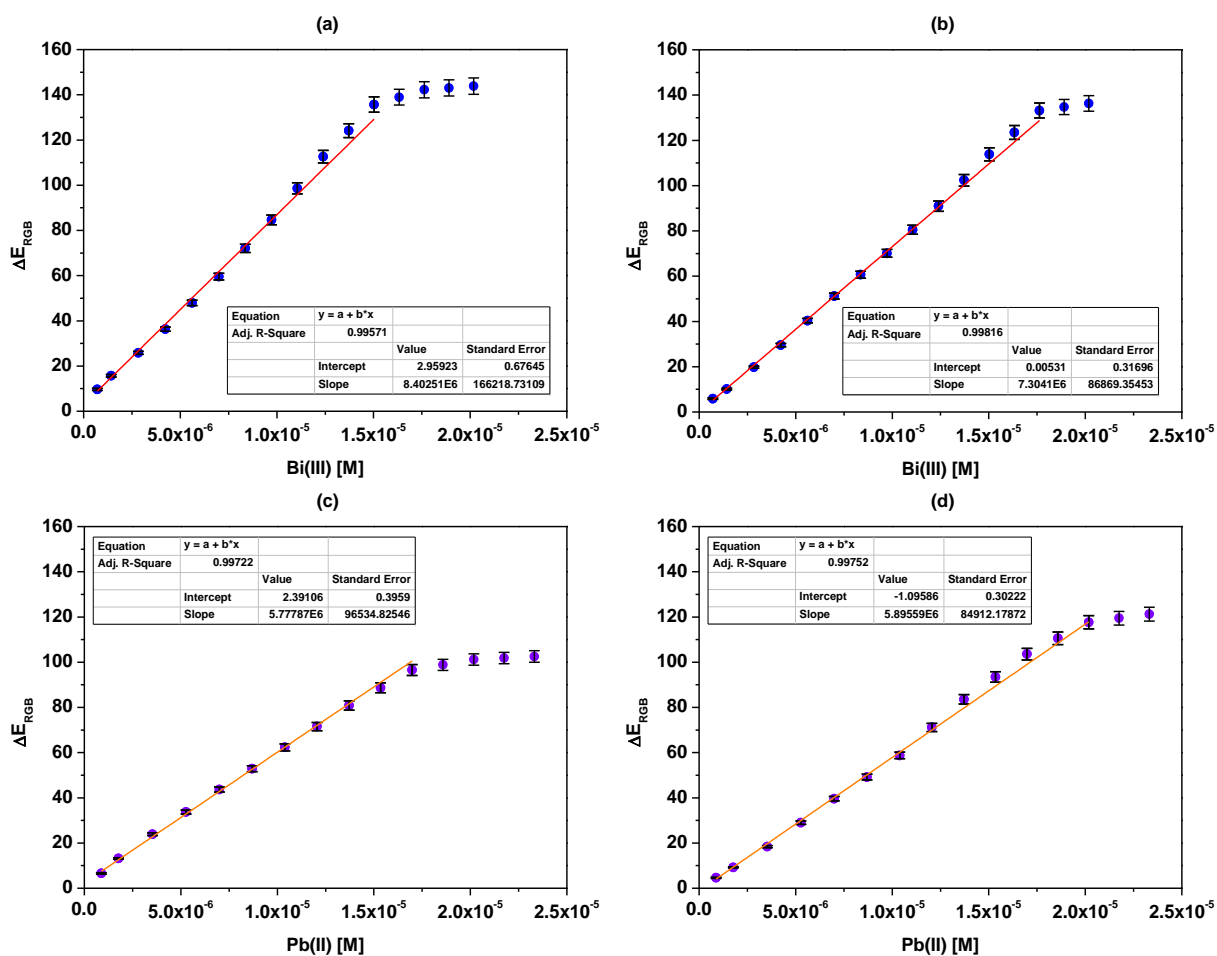 (a)
160
140
120
100
80
60
40
20
0
ΔE_RGB
Equation y = a + b*x
Adj. R-Square 0.99571
Value Standard Error
Intercept 2.95923 0.67645
Slope 8.40251E6 166218.73109
0.0 5.0x10⁻⁶ 1.0x10⁻⁵ 1.5x10⁻⁵ 2.0x10⁻⁵ 2.5x10⁻⁵
Bi(III) [M]
(b)
160
140
120
100
80
60
40
20
0
ΔE_RGB
Equation y = a + b*x
Adj. R-Square 0.99816
Value Standard Error
Intercept 0.00531 0.31696
Slope 7.3041E6 86869.35453
0.0 5.0x10⁻⁶ 1.0x10⁻⁵ 1.5x10⁻⁵ 2.0x10⁻⁵ 2.5x10⁻⁵
Bi(III) [M]
(c)
160
140
120
100
80
60
40
20
0
ΔE_RGB
Equation y = a + b*x
Adj. R-Square 0.99722
Value Standard Error
Intercept 2.39106 0.3959
Slope 5.77787E6 96534.82546
0.0 5.0x10⁻⁶ 1.0x10⁻⁵ 1.5x10⁻⁵ 2.0x10⁻⁵ 2.5x10⁻⁵
Pb(II) [M]
(d)
160
140
120
100
80
60
40
20
0
ΔE_RGB
Equation y = a + b*x
Adj. R-Square 0.99752
Value Standard Error
Intercept -1.09586 0.30222
Slope 5.89559E6 84912.17872
0.0 5.0x10⁻⁶ 1.0x10⁻⁵ 1.5x10⁻⁵ 2.0x10⁻⁵ 2.5x10⁻⁵
Pb(II) [M]